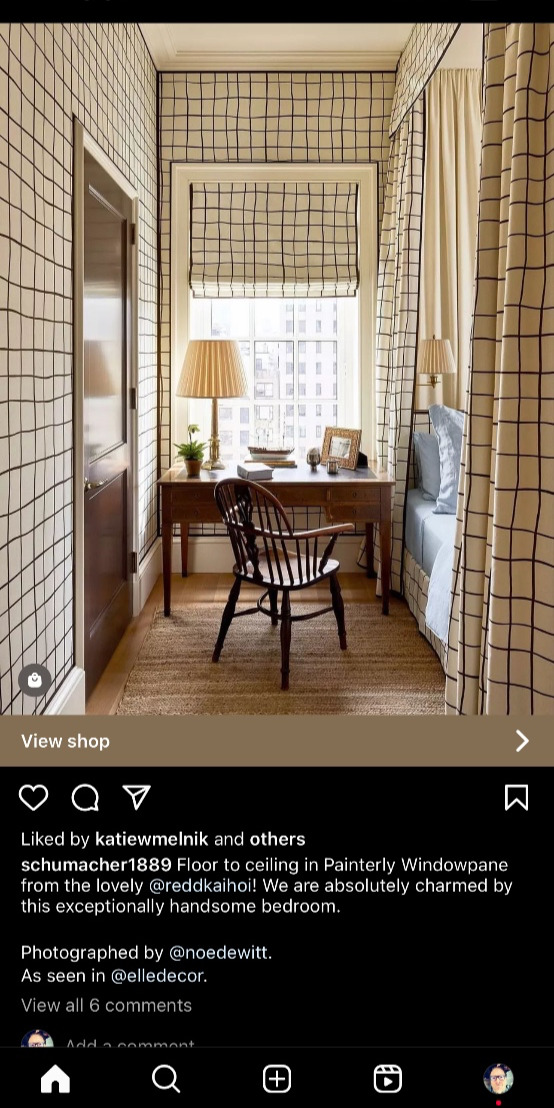 View shop
Liked by katiewmelnik and others
schumacher1889 Floor to ceiling in Painterly Windowpane
from the lovely @reddkaihoi! We are absolutely charmed by
this exceptionally handsome bedroom.
Photographed by @noedewitt.
As seen in @elledecor.
View all 6 comments
Add a comment